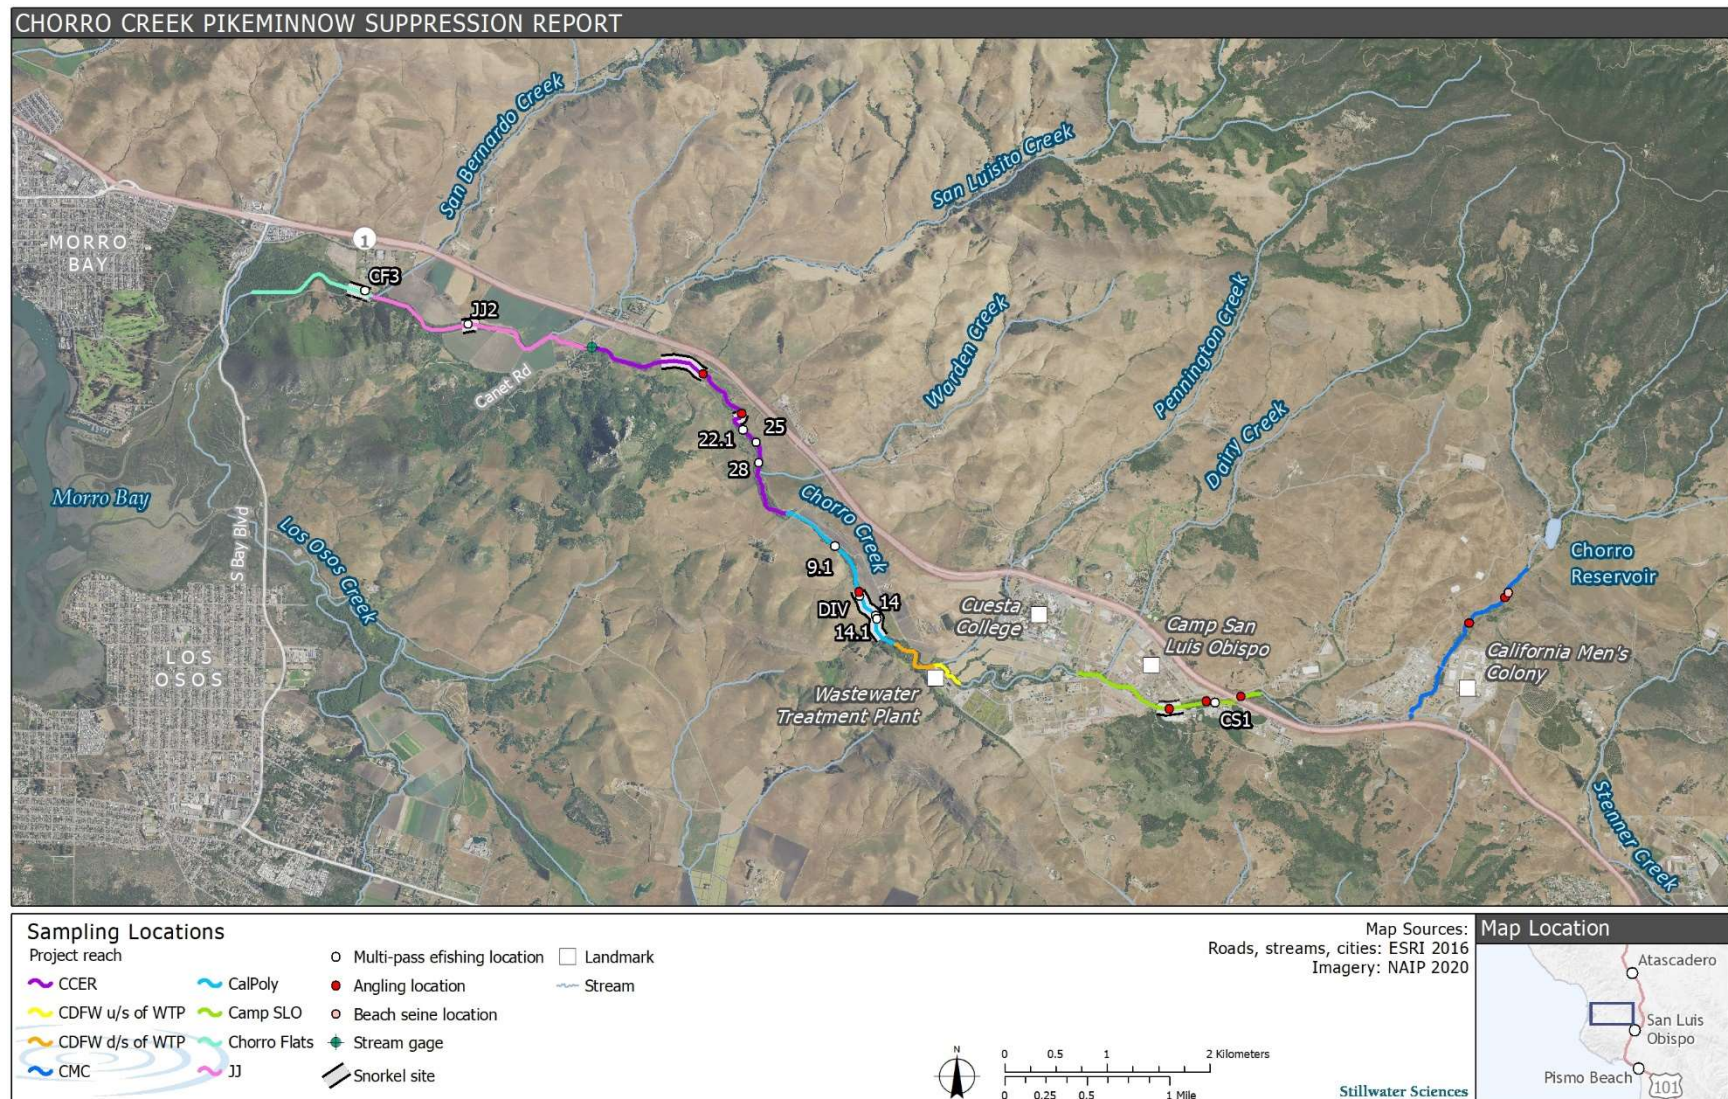 CHORRO CREEK PIKEMINNOW SUPPRESSION REPORT
San Bernardo Creek
San Luisito Creek
MORRO
BAY
1
CF3
JJ2
Canet Rd
Warden Creek
Pennington Creek
Dairy Creek
25
22.1
28
Morro Bay
S Bay Blvd
Los Osos Creek
Chorro Creek
9.1
DIV
14
14.1
Chorro
Reservoir
Cuesta
College
Camp San
Luis Obispo
California Men's
Colony
LOS
OSOS
Wastewater
Treatment Plant
CS1
Stenner Creek
Sampling Locations
Project reach
CCER
CDFW u/s of WTP
CDFW d/s of WTP
CMC
CalPoly
Camp SLO
Chorro Flats
JJ
Multi-pass efishing location
Angling location
Beach seine location
Stream gage
Snorkel site
Landmark
Stream
N
0 0.5 1 2 Kilometers
0 0.25 0.5 1 Mile
Map Sources:
Roads, streams, cities: ESRI 2016
Imagery: NAIP 2020
Stillwater Sciences
Map Location
Atascadero
San Luis
Obispo
Pismo Beach
101